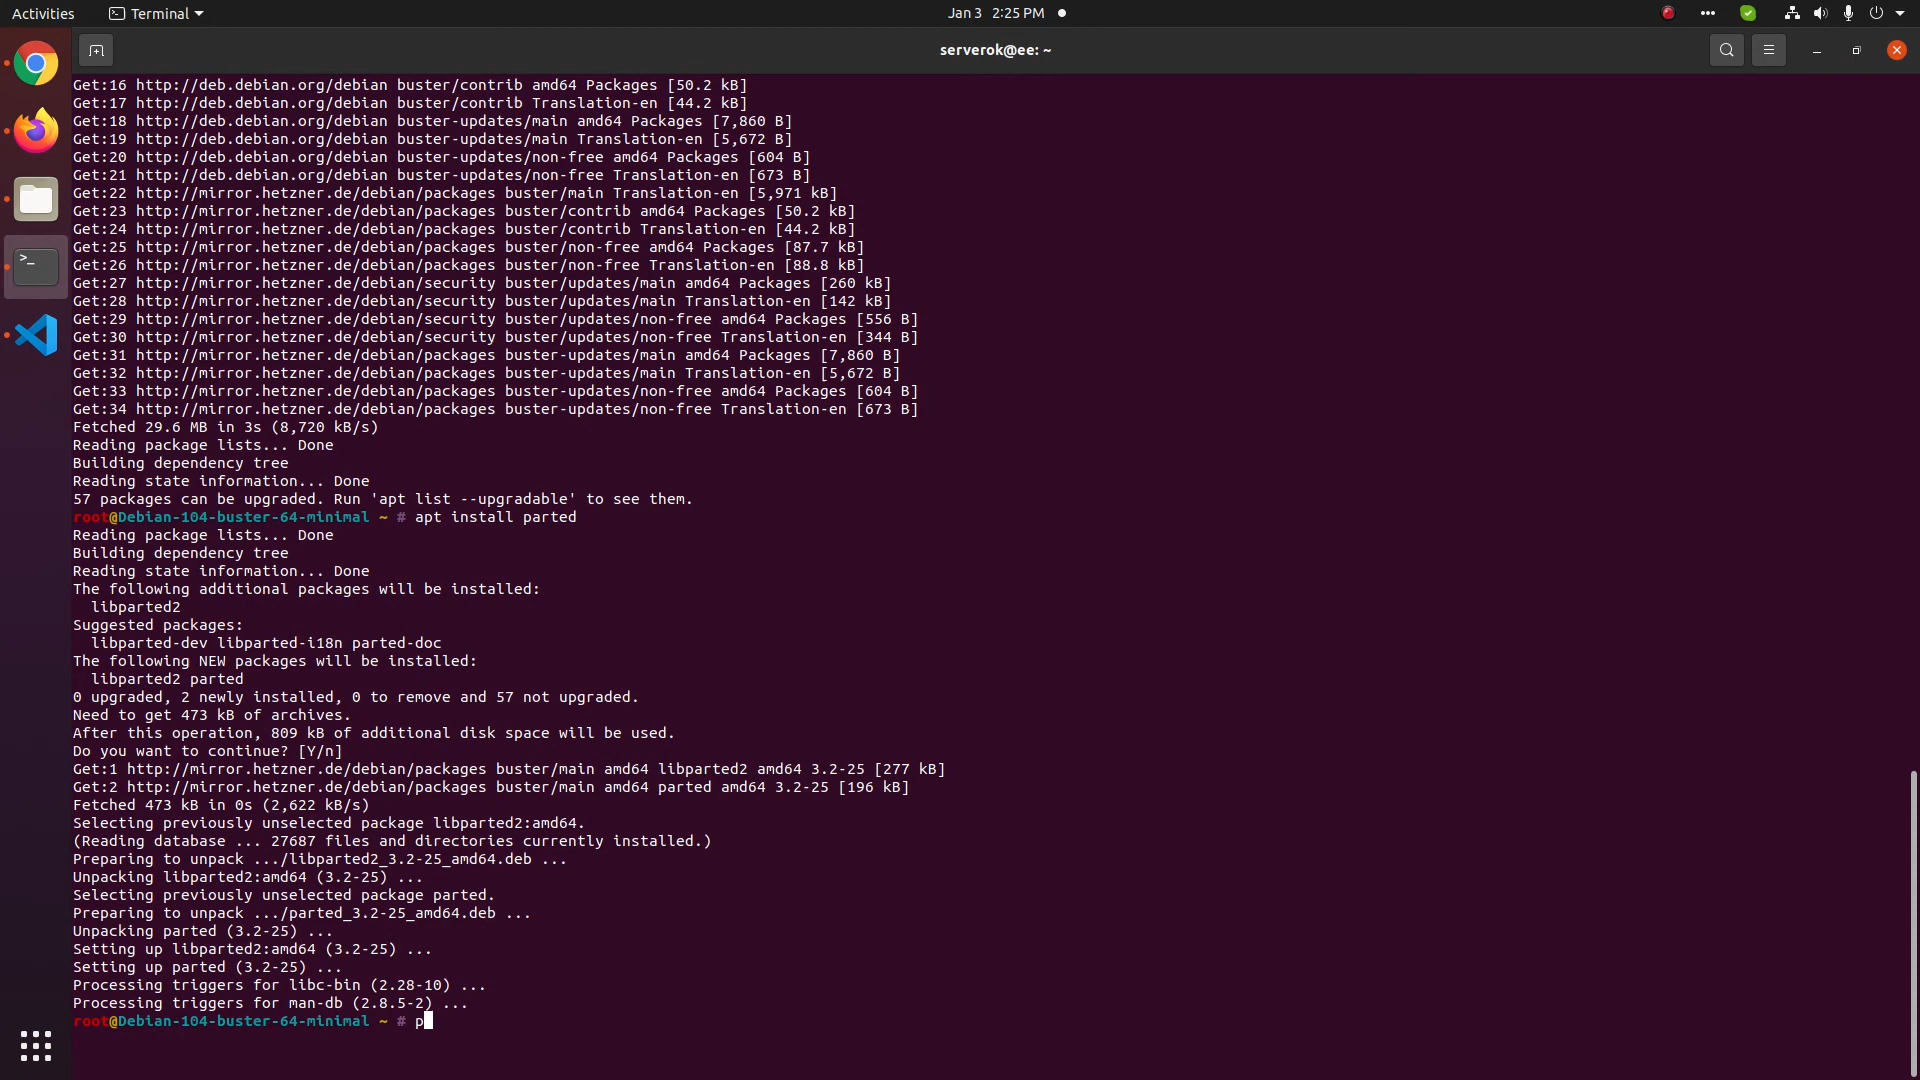 Activities
Terminal
Jan 3 2:25 PM
serverok@ee: ~
Get:16 http://deb.debian.org/debian buster/contrib amd64 Packages [50.2 kB]
Get:17 http://deb.debian.org/debian buster/contrib Translation-en [44.2 kB]
Get:18 http://deb.debian.org/debian buster-updates/main amd64 Packages [7,860 B]
Get:19 http://deb.debian.org/debian buster-updates/main Translation-en [5,672 B]
Get:20 http://deb.debian.org/debian buster-updates/non-free amd64 Packages [604 B]
Get:21 http://deb.debian.org/debian buster-updates/non-free Translation-en [673 B]
Get:22 http://mirror.hetzner.de/debian/packages buster/main Translation-en [5,971 kB]
Get:23 http://mirror.hetzner.de/debian/packages buster/contrib amd64 Packages [50.2 kB]
Get:24 http://mirror.hetzner.de/debian/packages buster/contrib Translation-en [44.2 kB]
Get:25 http://mirror.hetzner.de/debian/packages buster/non-free amd64 Packages [87.7 kB]
Get:26 http://mirror.hetzner.de/debian/packages buster/non-free Translation-en [88.8 kB]
Get:27 http://mirror.hetzner.de/debian/security buster/updates/main amd64 Packages [260 kB]
Get:28 http://mirror.hetzner.de/debian/security buster/updates/main Translation-en [142 kB]
Get:29 http://mirror.hetzner.de/debian/security buster/updates/non-free amd64 Packages [556 B]
Get:30 http://mirror.hetzner.de/debian/security buster/updates/non-free Translation-en [344 B]
Get:31 http://mirror.hetzner.de/debian/packages buster-updates/main amd64 Packages [7,860 B]
Get:32 http://mirror.hetzner.de/debian/packages buster-updates/main Translation-en [5,672 B]
Get:33 http://mirror.hetzner.de/debian/packages buster-updates/non-free amd64 Packages [604 B]
Get:34 http://mirror.hetzner.de/debian/packages buster-updates/non-free Translation-en [673 B]
Fetched 29.6 MB in 3s (8,720 kB/s)
Reading package lists... Done
Building dependency tree
Reading state information... Done
57 packages can be upgraded. Run 'apt list --upgradable' to see them.
root@Debian-104-buster-64-minimal ~ # apt install parted
Reading package lists... Done
Building dependency tree
Reading state information... Done
The following additional packages will be installed:
  libparted2
Suggested packages:
  libparted-dev libparted-i18n parted-doc
The following NEW packages will be installed:
  libparted2 parted
0 upgraded, 2 newly installed, 0 to remove and 57 not upgraded.
Need to get 473 kB of archives.
After this operation, 809 kB of additional disk space will be used.
Do you want to continue? [Y/n]
Get:1 http://mirror.hetzner.de/debian/packages buster/main amd64 libparted2 amd64 3.2-25 [277 kB]
Get:2 http://mirror.hetzner.de/debian/packages buster/main amd64 parted amd64 3.2-25 [196 kB]
Fetched 473 kB in 0s (2,622 kB/s)
Selecting previously unselected package libparted2:amd64.
(Reading database ... 27687 files and directories currently installed.)
Preparing to unpack .../libparted2_3.2-25_amd64.deb ...
Unpacking libparted2:amd64 (3.2-25) ...
Selecting previously unselected package parted.
Preparing to unpack .../parted_3.2-25_amd64.deb ...
Unpacking parted (3.2-25) ...
Setting up libparted2:amd64 (3.2-25) ...
Setting up parted (3.2-25) ...
Processing triggers for libc-bin (2.28-10) ...
Processing triggers for man-db (2.8.5-2) ...
root@Debian-104-buster-64-minimal ~ # p